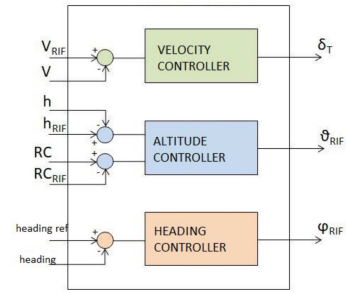 V_RIF
+
V
-
VELOCITY
CONTROLLER
δ_T
h
-
h_RIF
+
RC
+
RC_RIF
-
ALTITUDE
CONTROLLER
ϑ_RIF
heading ref
+
heading
-
HEADING
CONTROLLER
φ_RIF